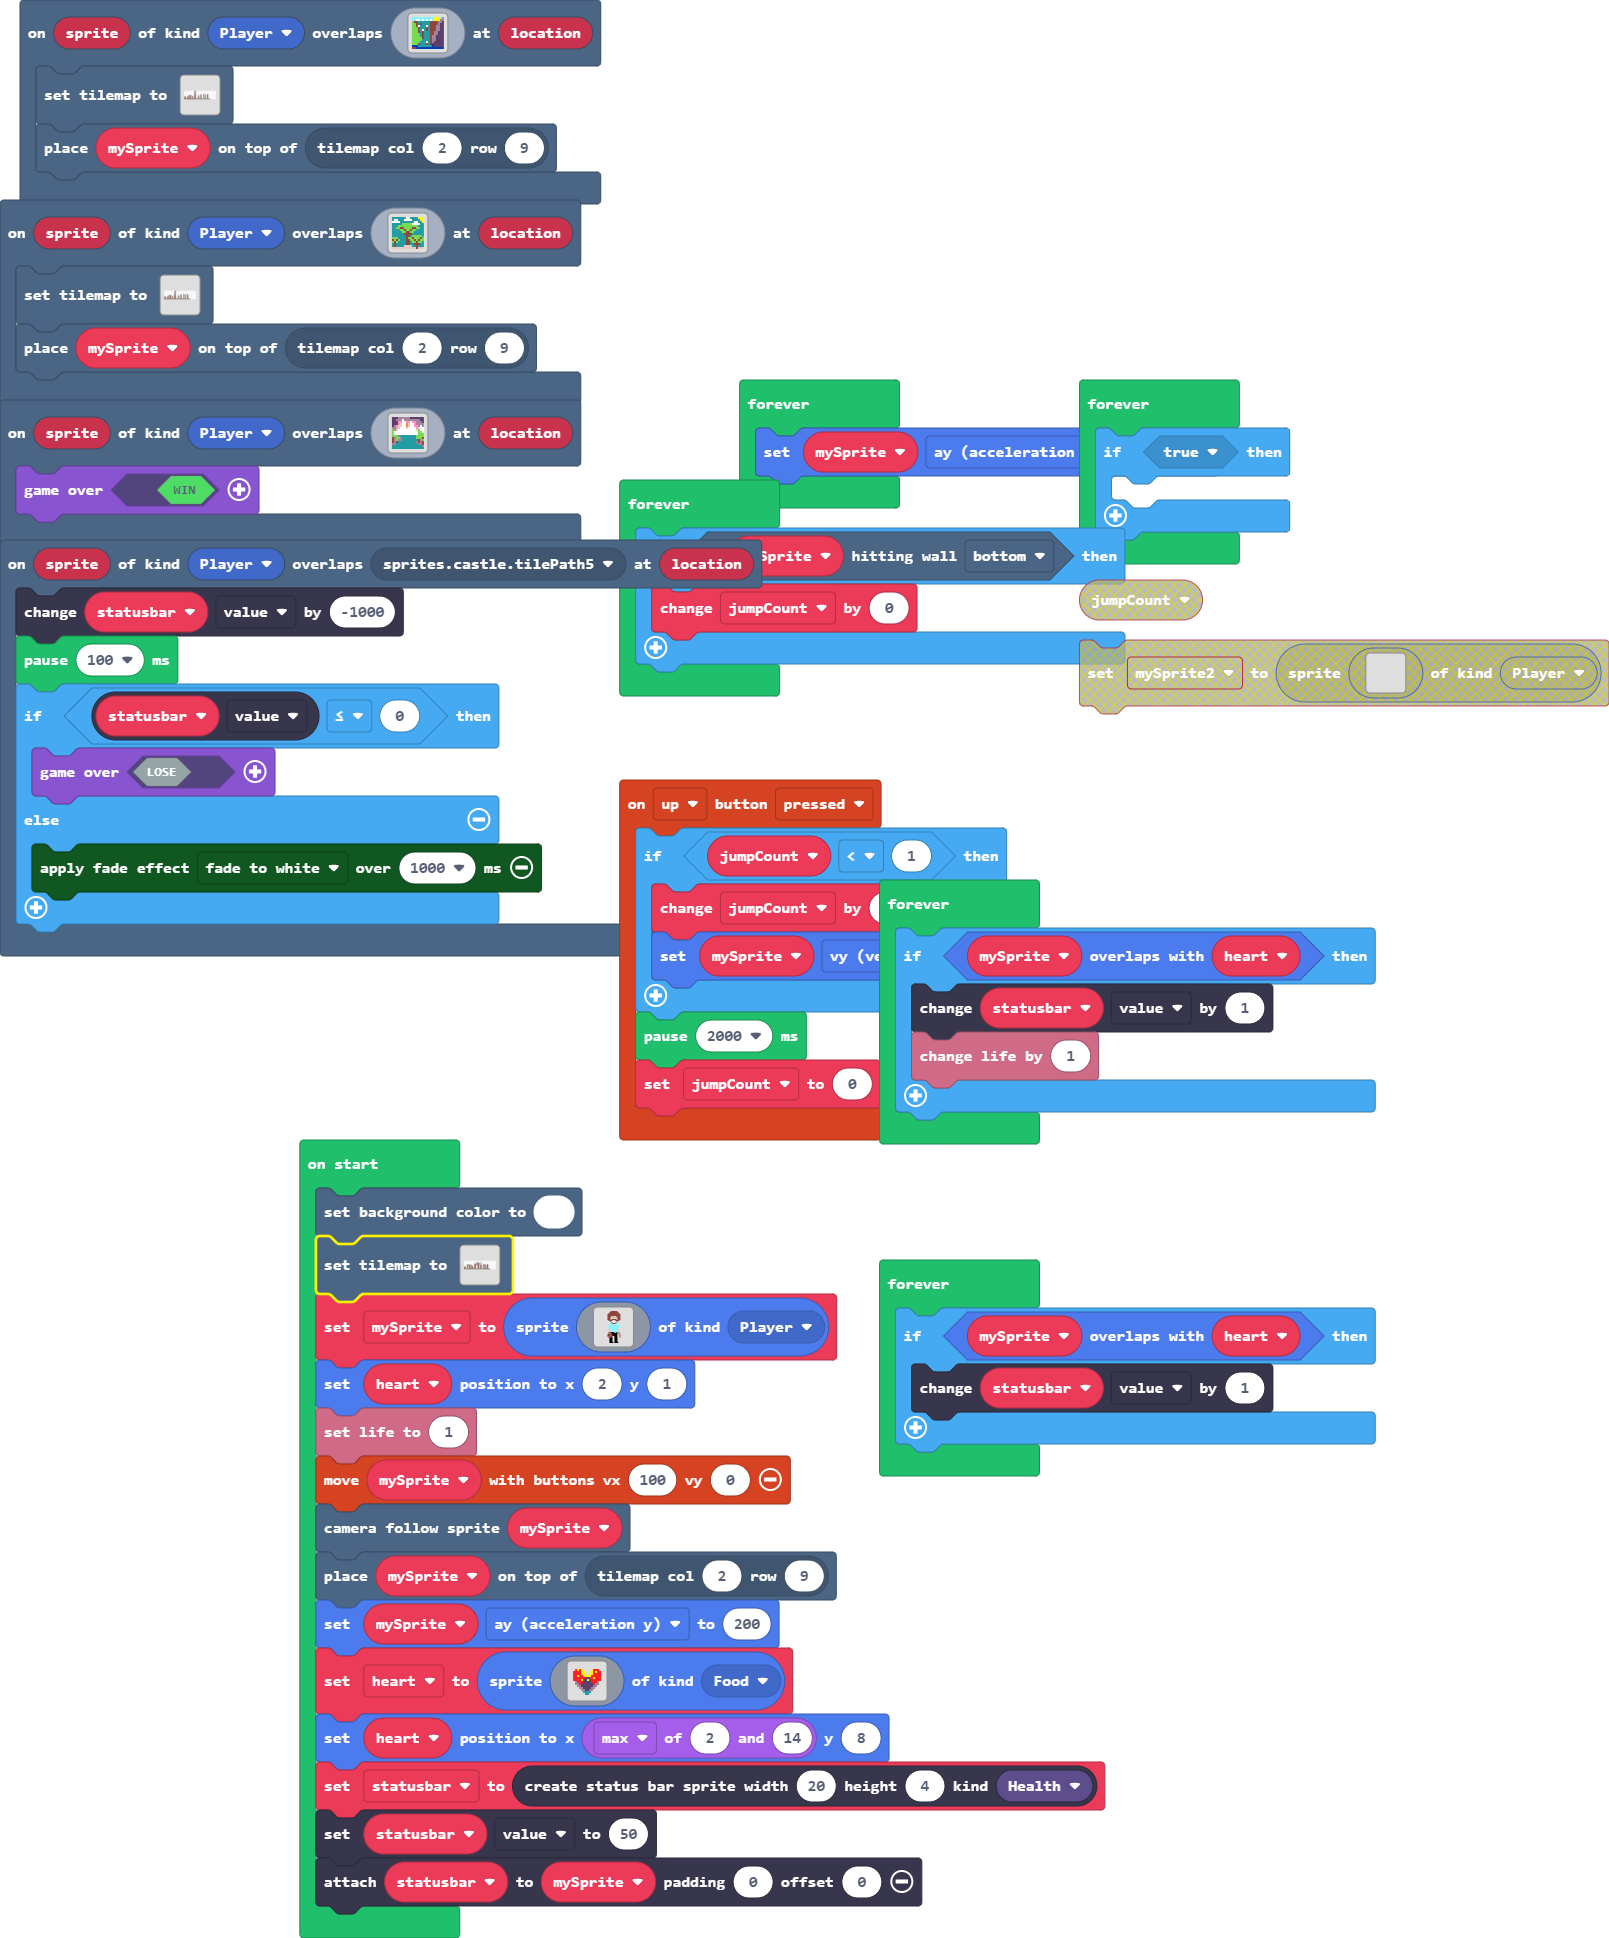 on sprite of kind Player overlaps at location
set tilemap to
place mySprite on top of tilemap col 2 row 9
on sprite of kind Player overlaps at location
set tilemap to
place mySprite on top of tilemap col 2 row 9
on sprite of kind Player overlaps at location
game over WIN
on sprite of kind Player overlaps sprites.castle.tilePath5 at location
change statusbar value by -1000
pause 100 ms
if statusbar value ≤ 0 then
game over LOSE
else
apply fade effect fade to white over 1000 ms
forever
set mySprite ay (acceleration
forever
if true then
forever
Sprite hitting wall bottom then
change jumpCount by 0
jumpCount
set mySprite2 to sprite of kind Player
on up button pressed
if jumpCount < 1 then
change jumpCount by
set mySprite vy (ve
pause 2000 ms
set jumpCount to 0
forever
if mySprite overlaps with heart then
change statusbar value by 1
change life by 1
forever
if mySprite overlaps with heart then
change statusbar value by 1
on start
set background color to
set tilemap to
set mySprite to sprite of kind Player
set heart position to x 2 y 1
set life to 1
move mySprite with buttons vx 100 vy 0
camera follow sprite mySprite
place mySprite on top of tilemap col 2 row 9
set mySprite ay (acceleration y) to 200
set heart to sprite of kind Food
set heart position to x max of 2 and 14 y 8
set statusbar to create status bar sprite width 20 height 4 kind Health
set statusbar value to 50
attach statusbar to mySprite padding 0 offset 0